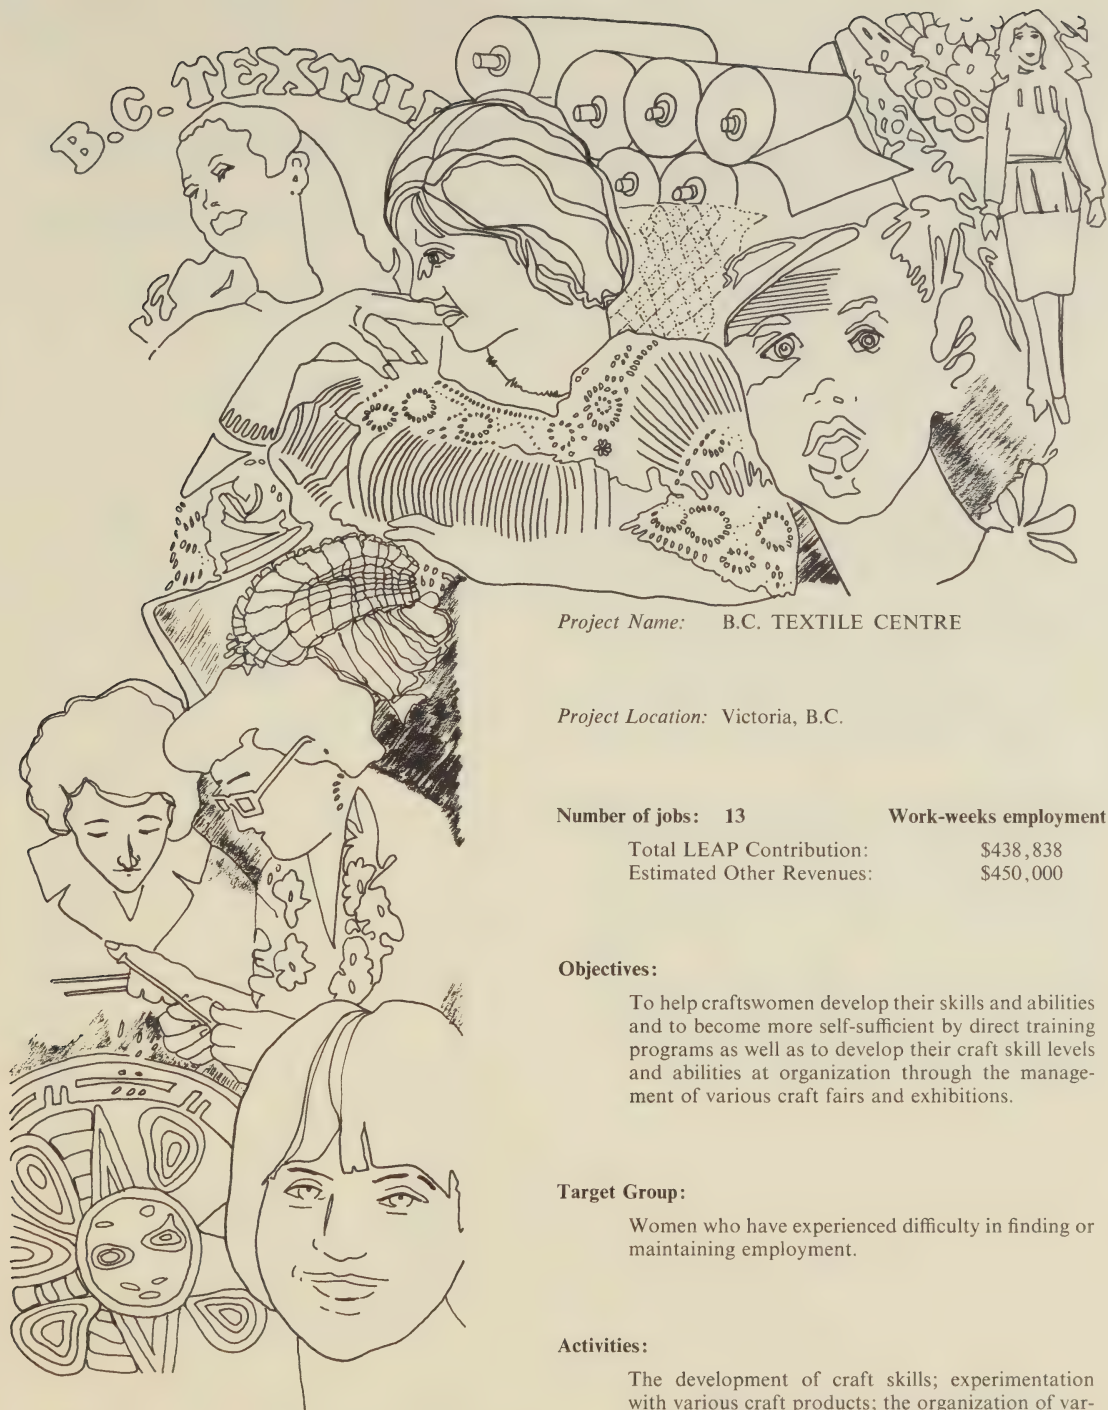 B.C. TEXTIL
Project Name: B.C. TEXTILE CENTRE
Project Location: Victoria, B.C.
Number of jobs: 13 Work-weeks employment
Total LEAP Contribution: $438,838
Estimated Other Revenues: $450,000
Objectives:
To help craftswomen develop their skills and abilities
and to become more self-sufficient by direct training
programs as well as to develop their craft skill levels
and abilities at organization through the manage-
ment of various craft fairs and exhibitions.
Target Group:
Women who have experienced difficulty in finding or
maintaining employment.
Activities:
The development of craft skills; experimentation
with various craft products; the organization of var-